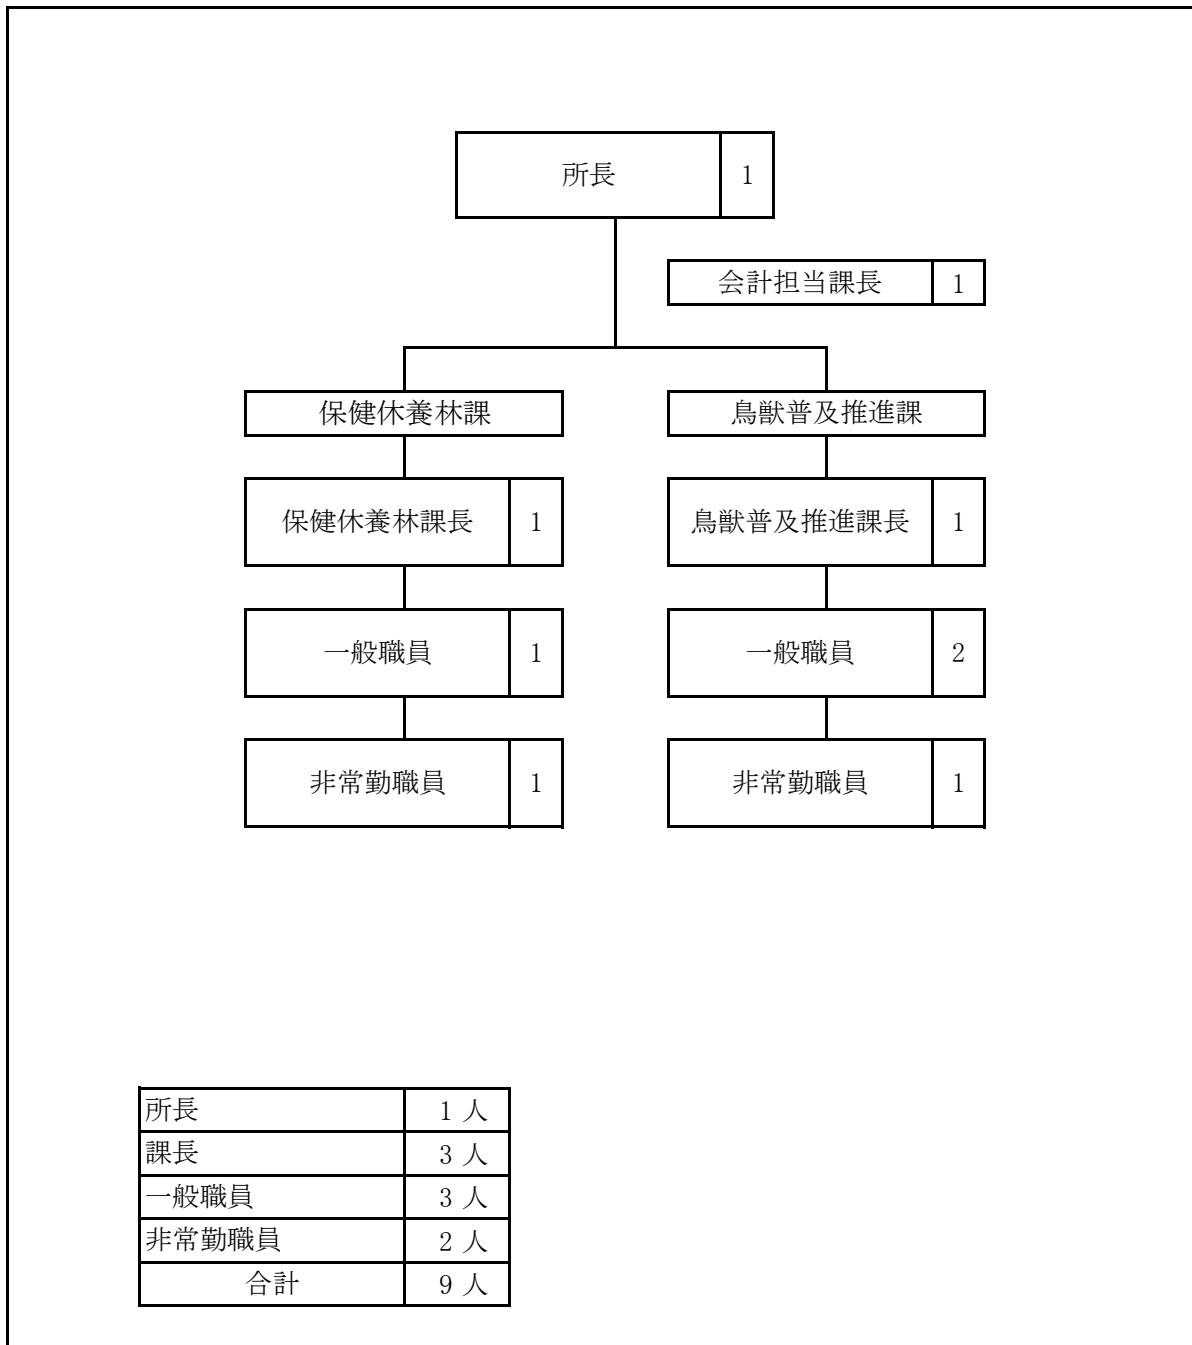 所長 1
会計担当課長 1
保健休養林課 鳥獣普及推進課
保健休養林課長 1 鳥獣普及推進課長 1
一般職員 1 一般職員 2
非常勤職員 1 非常勤職員 1
所長 1 人
課長 3 人
一般職員 3 人
非常勤職員 2 人
合計 9 人